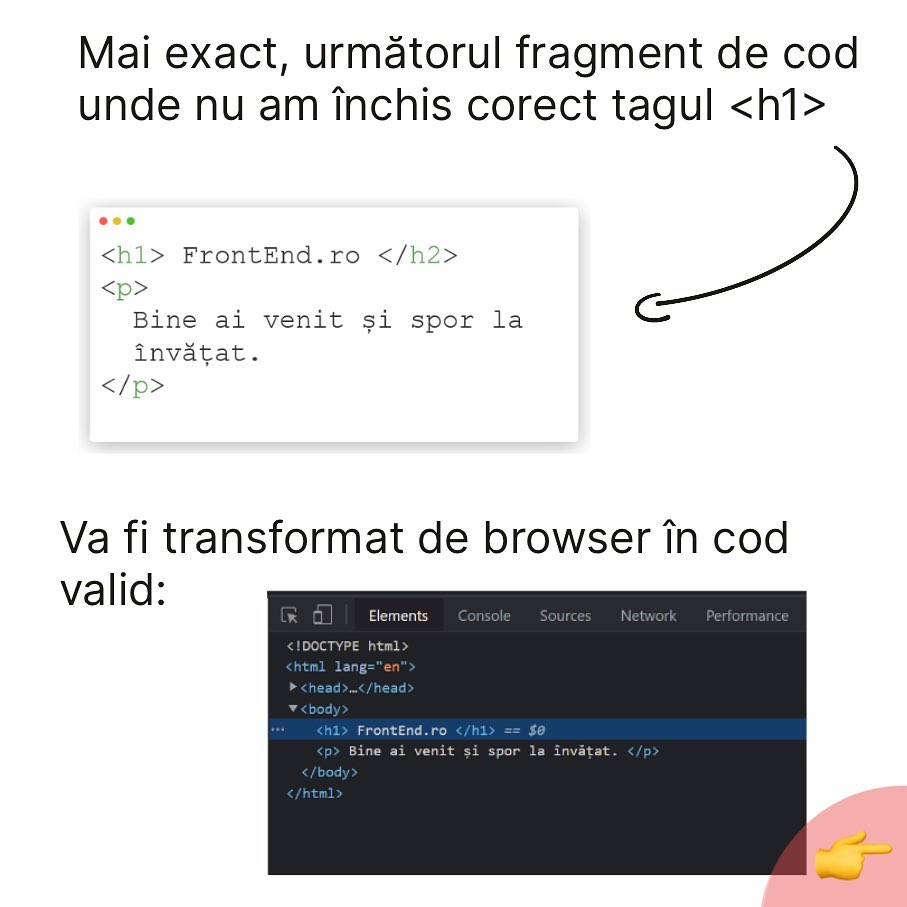 Mai exact, următorul fragment de cod
unde nu am închis corect tagul <h1>
<h1> FrontEnd.ro </h2>
<p>
Bine ai venit și spor la
învățat.
</p>
Va fi transformat de browser în cod
valid:
Elements Console Sources Network Performance
<!DOCTYPE html>
<html lang="en">
<head>…</head>
<body>
<h1> FrontEnd.ro </h1> == $0
<p> Bine ai venit și spor la învățat. </p>
</body>
</html>